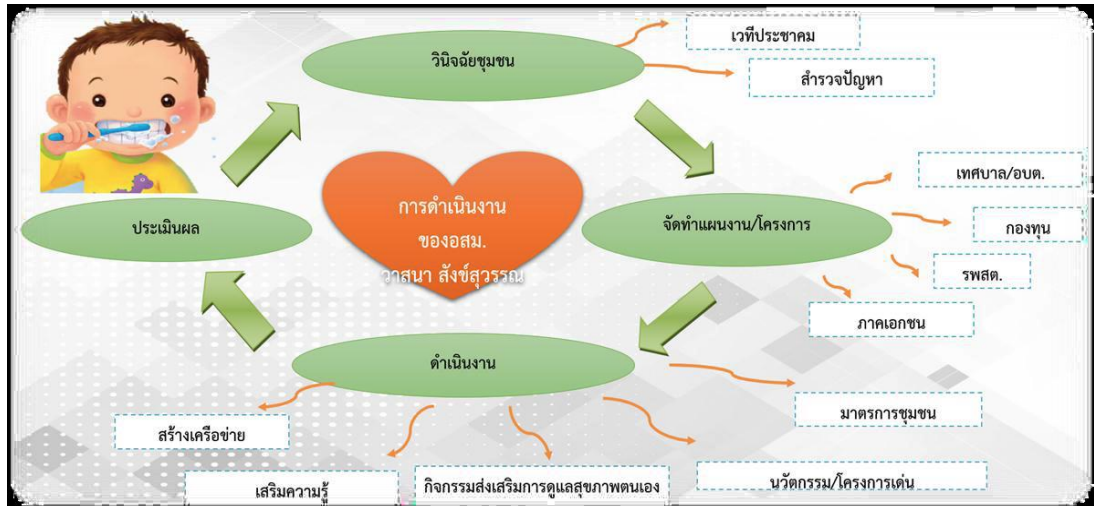 วินิจฉัยชุมชน
เวทีประชาคม
สำรวจปัญหา
จัดทำแผนงาน/โครงการ
เทศบาล/อบต.
กองทุน
รพสต.
ภาคเอกชน
ประเมินผล
การดำเนินงาน
ของอสม.
วาสนา สังข์สุวรรณ
ดำเนินงาน
มาตรการชุมชน
สร้างเครือข่าย
เสริมความรู้
กิจกรรมส่งเสริมการดูแลสุขภาพตนเอง
นวัตกรรม/โครงการเด่น